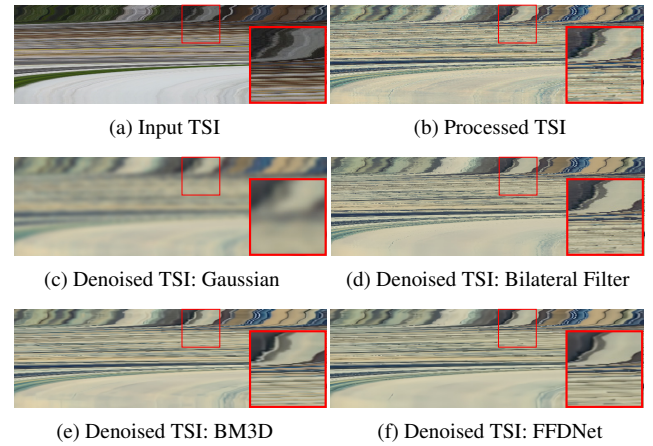 (a) Input TSI
(b) Processed TSI
(c) Denoised TSI: Gaussian
(d) Denoised TSI: Bilateral Filter
(e) Denoised TSI: BM3D
(f) Denoised TSI: FFDNet